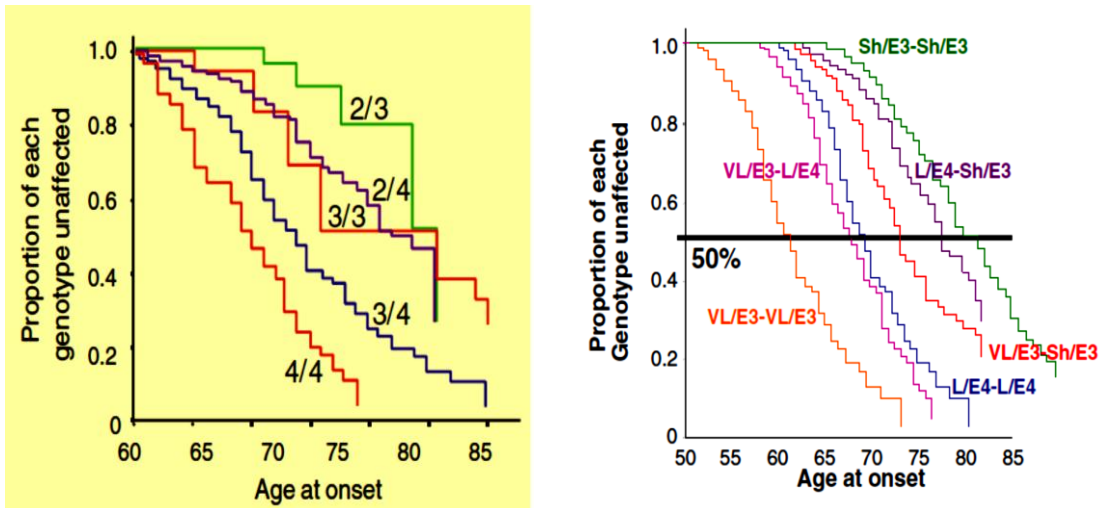 Proportion of each
genotype unaffected
1.0
0.8
0.6
0.4
0.2
0
2/3
2/4
3/3
3/4
4/4
60 65 70 75 80 85
Age at onset
Proportion of each
Genotype unaffected
1.0
0.8
0.6
0.4
0.2
0
Sh/E3-Sh/E3
VL/E3-L/E4
L/E4-Sh/E3
50%
VL/E3-VL/E3
VL/E3-Sh/E3
L/E4-L/E4
50 55 60 65 70 75 80 85
Age at onset